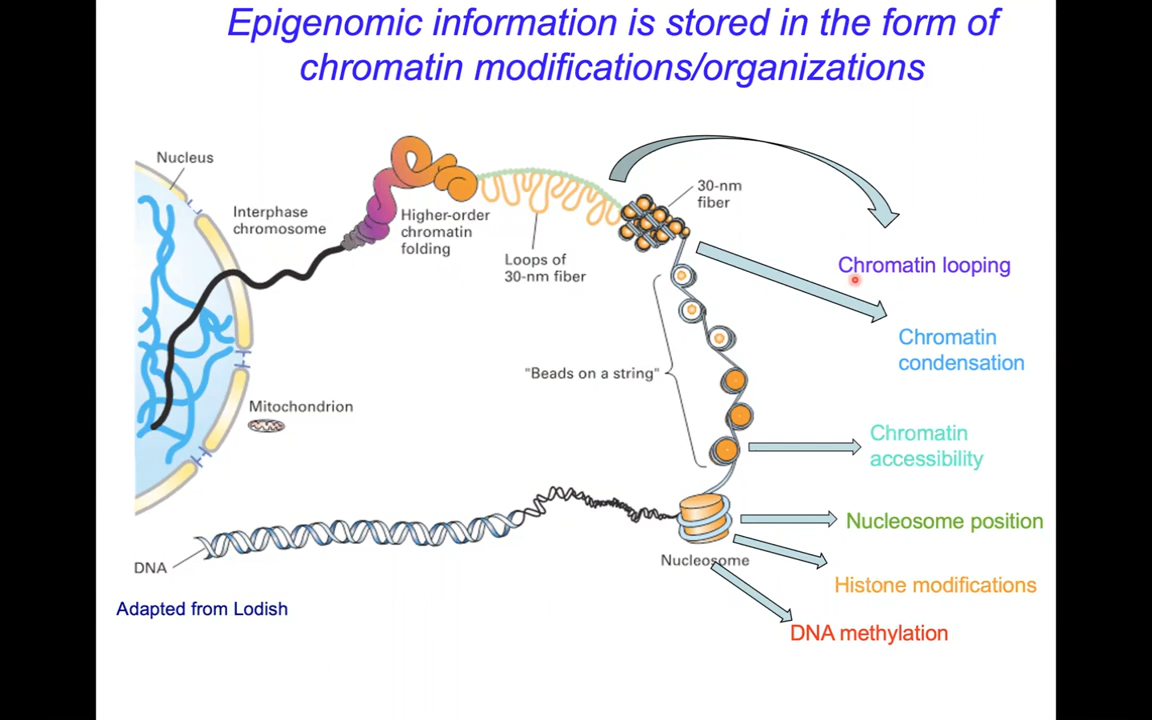 Epigenomic information is stored in the form of
chromatin modifications/organizations
Nucleus
Interphase
chromosome
Higher-order
chromatin
folding
Loops of
30-nm fiber
30-nm
fiber
Chromatin looping
Chromatin
condensation
"Beads on a string"
Mitochondrion
Chromatin
accessibility
Nucleosome position
Nucleosome
DNA
Histone modifications
Adapted from Lodish
DNA methylation